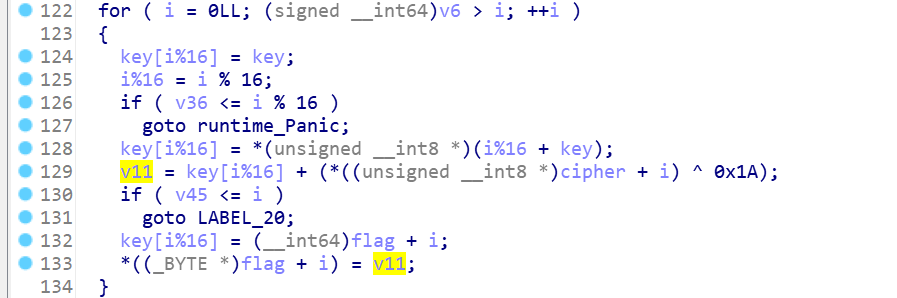 122 for ( i = 0LL; (signed __int64)v6 > i; ++i )
123 {
124 key[i%16] = key;
125 i%16 = i % 16;
126 if ( v36 <= i % 16 )
127 goto runtime_Panic;
128 key[i%16] = *(unsigned __int8 *)(i%16 + key);
129 v11 = key[i%16] + (*((unsigned __int8 *)cipher + i) ^ 0x1A);
130 if ( v45 <= i )
131 goto LABEL_20;
132 key[i%16] = (__int64)flag + i;
133 *((_BYTE *)flag + i) = v11;
134 }